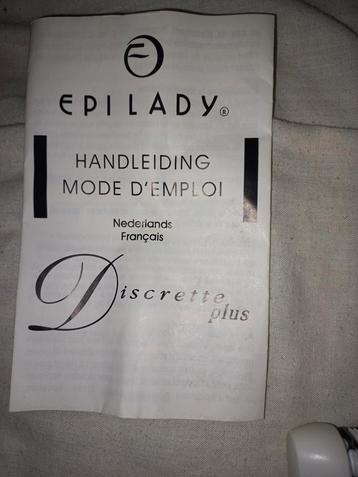 EPILADY®
HANDLEIDING
MODE D'EMPLOI
Nederlands
Français
Discrette
plus